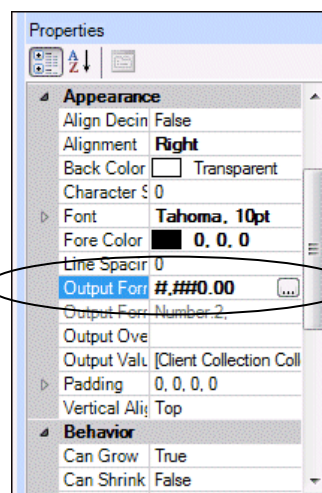 Properties
Appearance
Align Decin False
Alignment Right
Back Color Transparent
Character S 0
Font Tahoma, 10pt
Fore Color 0, 0, 0
Line Spacin 0
Output Forr #,##0.00 ...
Output Forr Number:2,
Output Ove
Output Valu [Client Collection Coll
Padding 0, 0, 0, 0
Vertical Alig Top
Behavior
Can Grow True
Can Shrink False